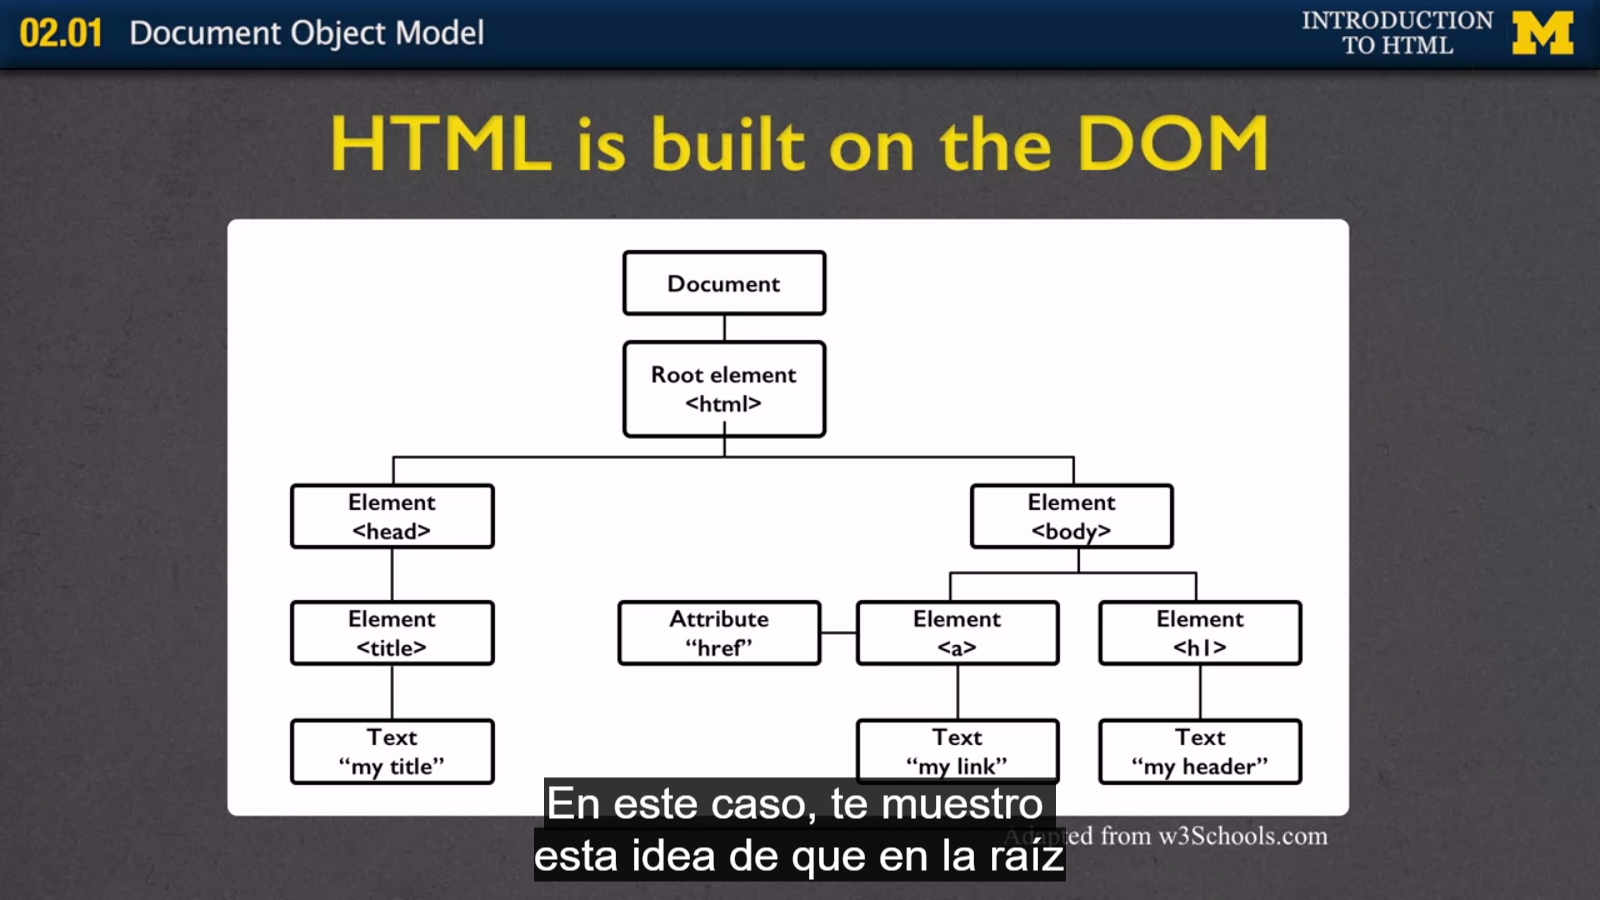 02.01 Document Object Model
INTRODUCTION
TO HTML
M
HTML is built on the DOM
Document
Root element
<html>
Element
<head>
Element
<body>
Element
<title>
Attribute
“href”
Element
<a>
Element
<h1>
Text
“my title”
Text
“my link”
Text
“my header”
En este caso, te muestro
esta idea de que en la raíz
Adapted from w3Schools.com